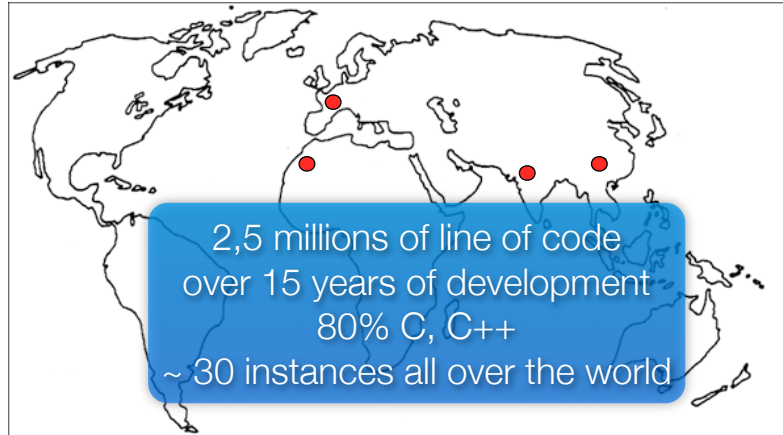 2,5 millions of line of code
over 15 years of development
80% C, C++
~ 30 instances all over the world